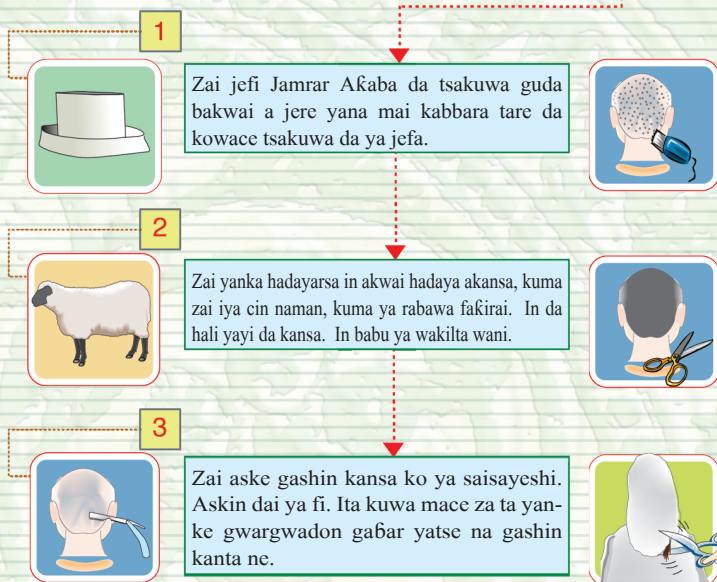 1
Zai jefi Jamrar Aƙaba da tsakuwa guda
bakwai a jere yana mai kabbara tare da
kowace tsakuwa da ya jefa.
2
Zai yanka hadayarsa in akwai hadaya akansa, kuma
zai iya cin naman, kuma ya rabawa faƙirai. In da
hali yayi da kansa. In babu ya wakilta wani.
3
Zai aske gashin kansa ko ya saisayeshi.
Askin dai ya fi. Ita kuwa mace za ta yan-
ke gwargwadon gaɓar yatse na gashin
kanta ne.